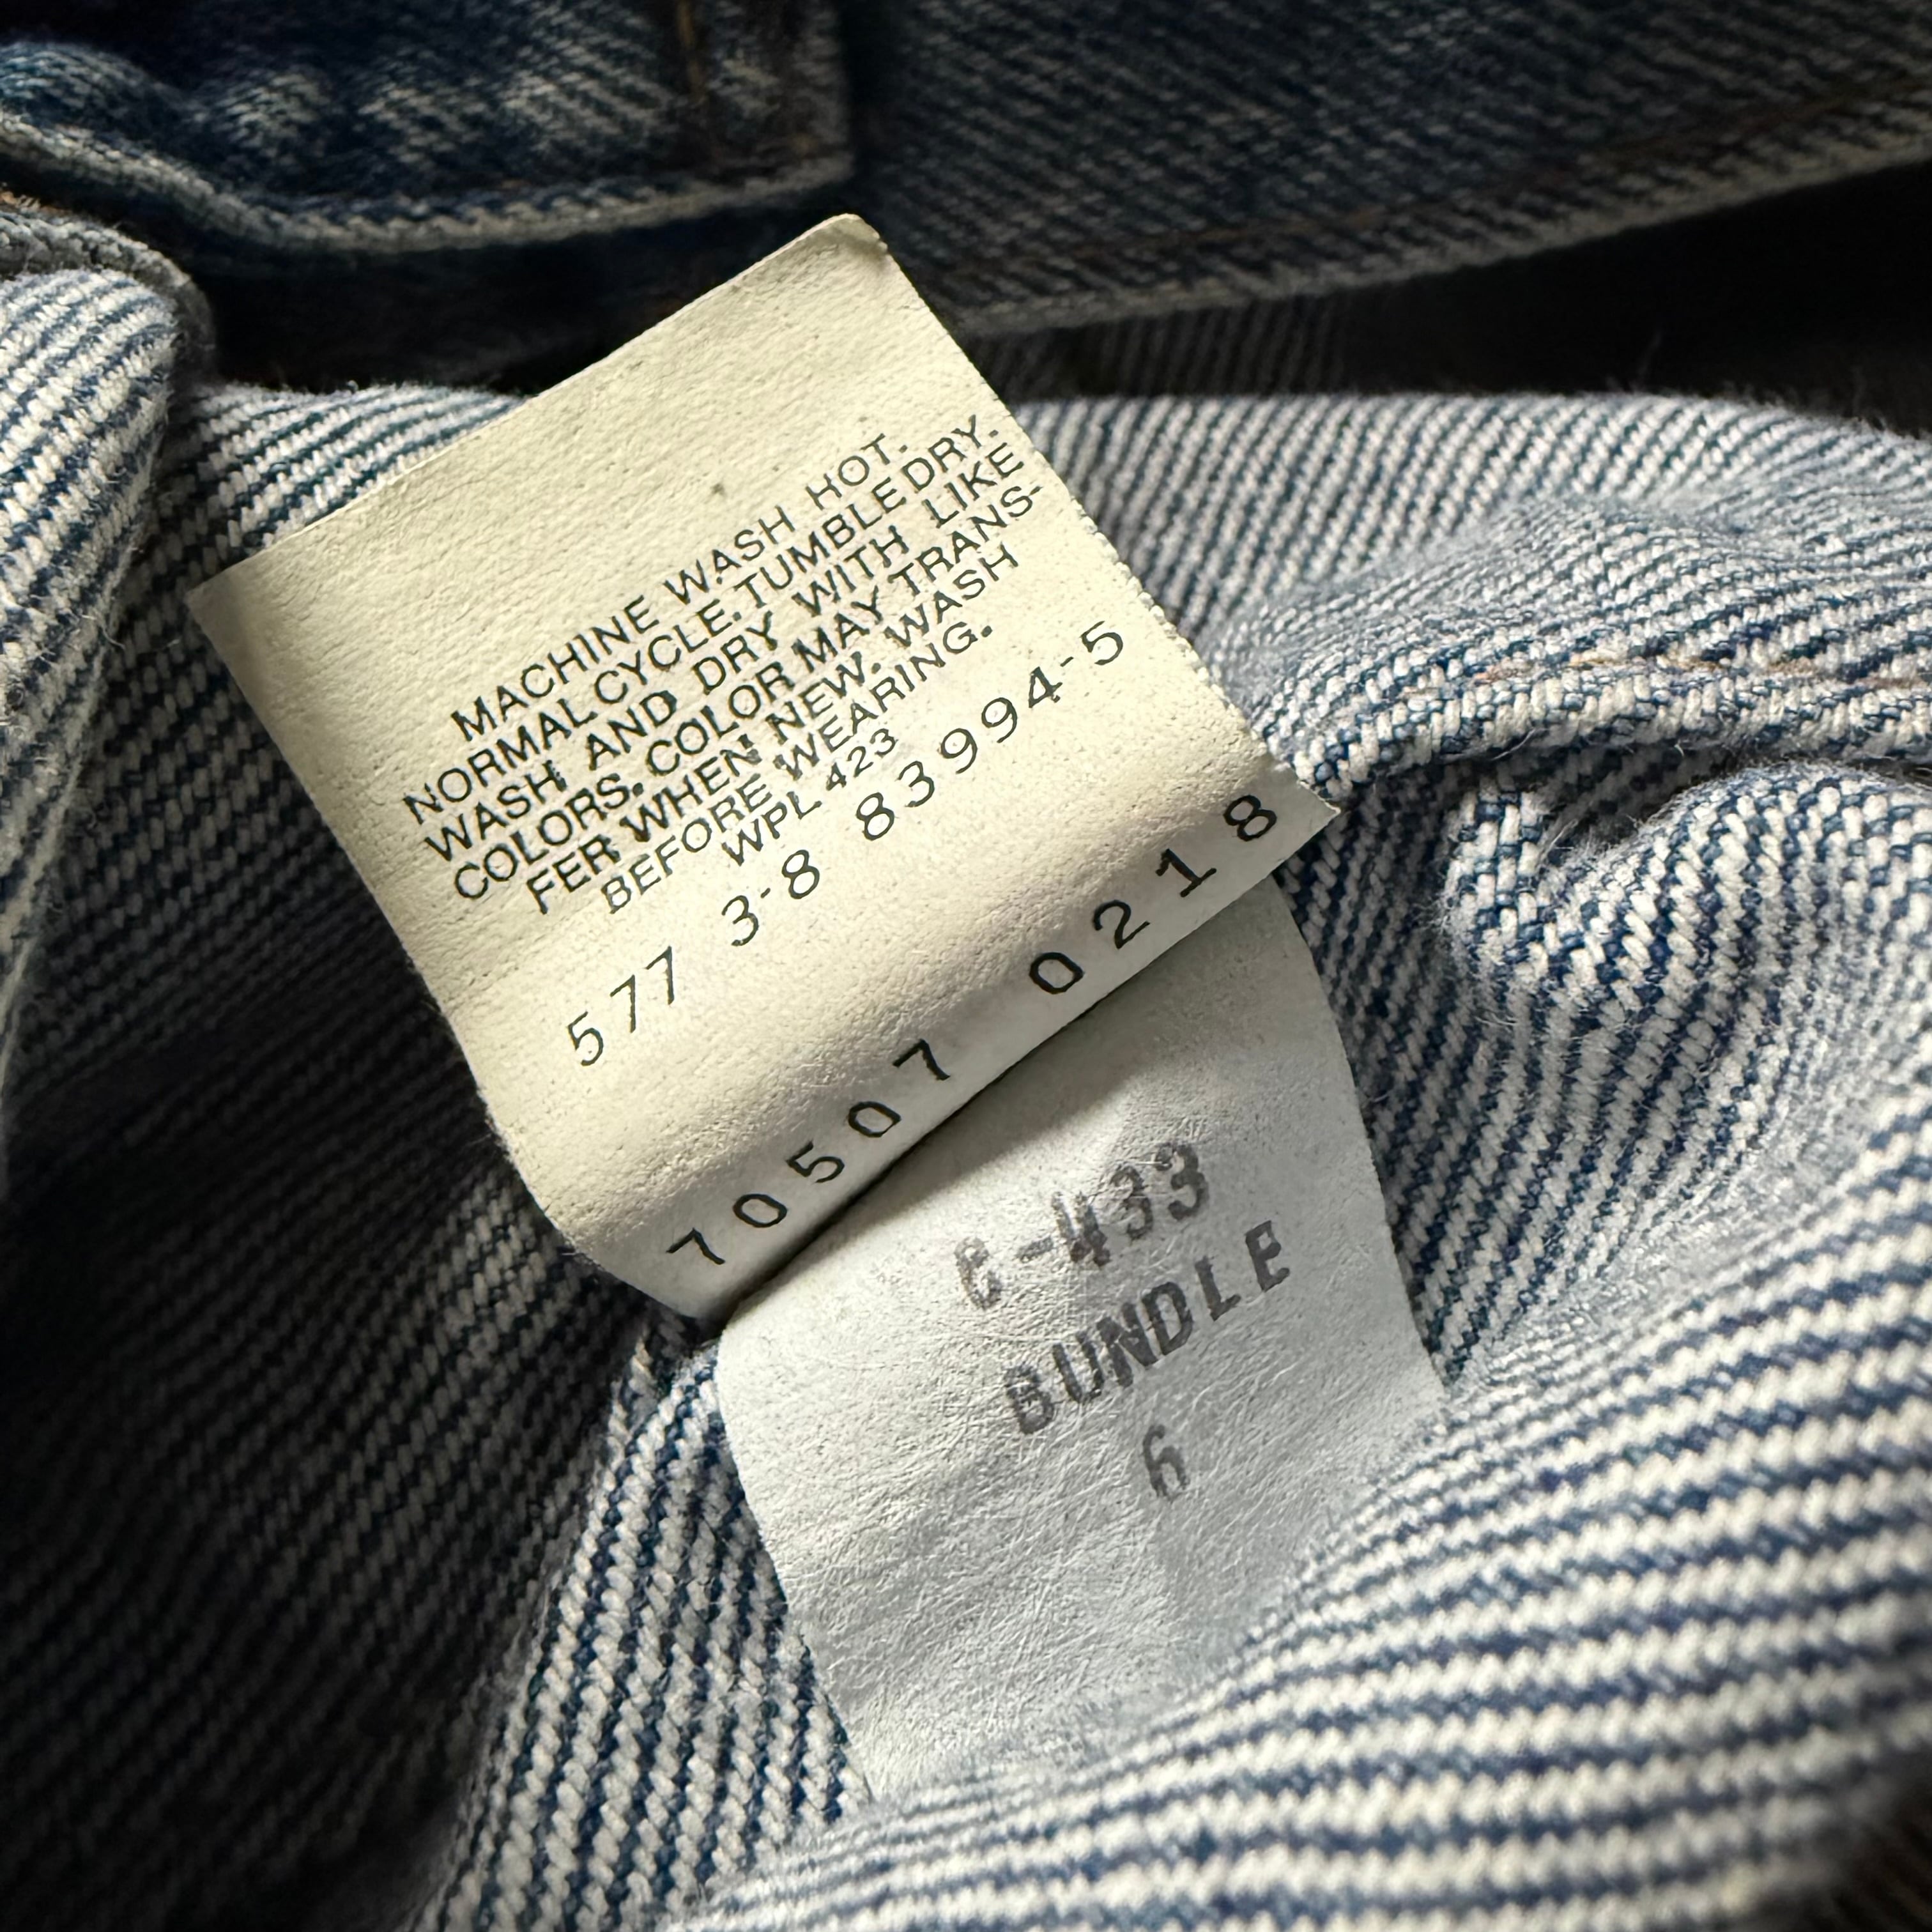 MACHINE WASH HOT.
NORMAL CYCLE. TUMBLE DRY.
WASH AND DRY WITH LIKE
COLORS. COLOR MAY TRANS-
FER WHEN NEW. WASH
BEFORE WEARING.
WPL 423
577 3-8 83994-5
70507 0218
C-433
BUNDLE
6